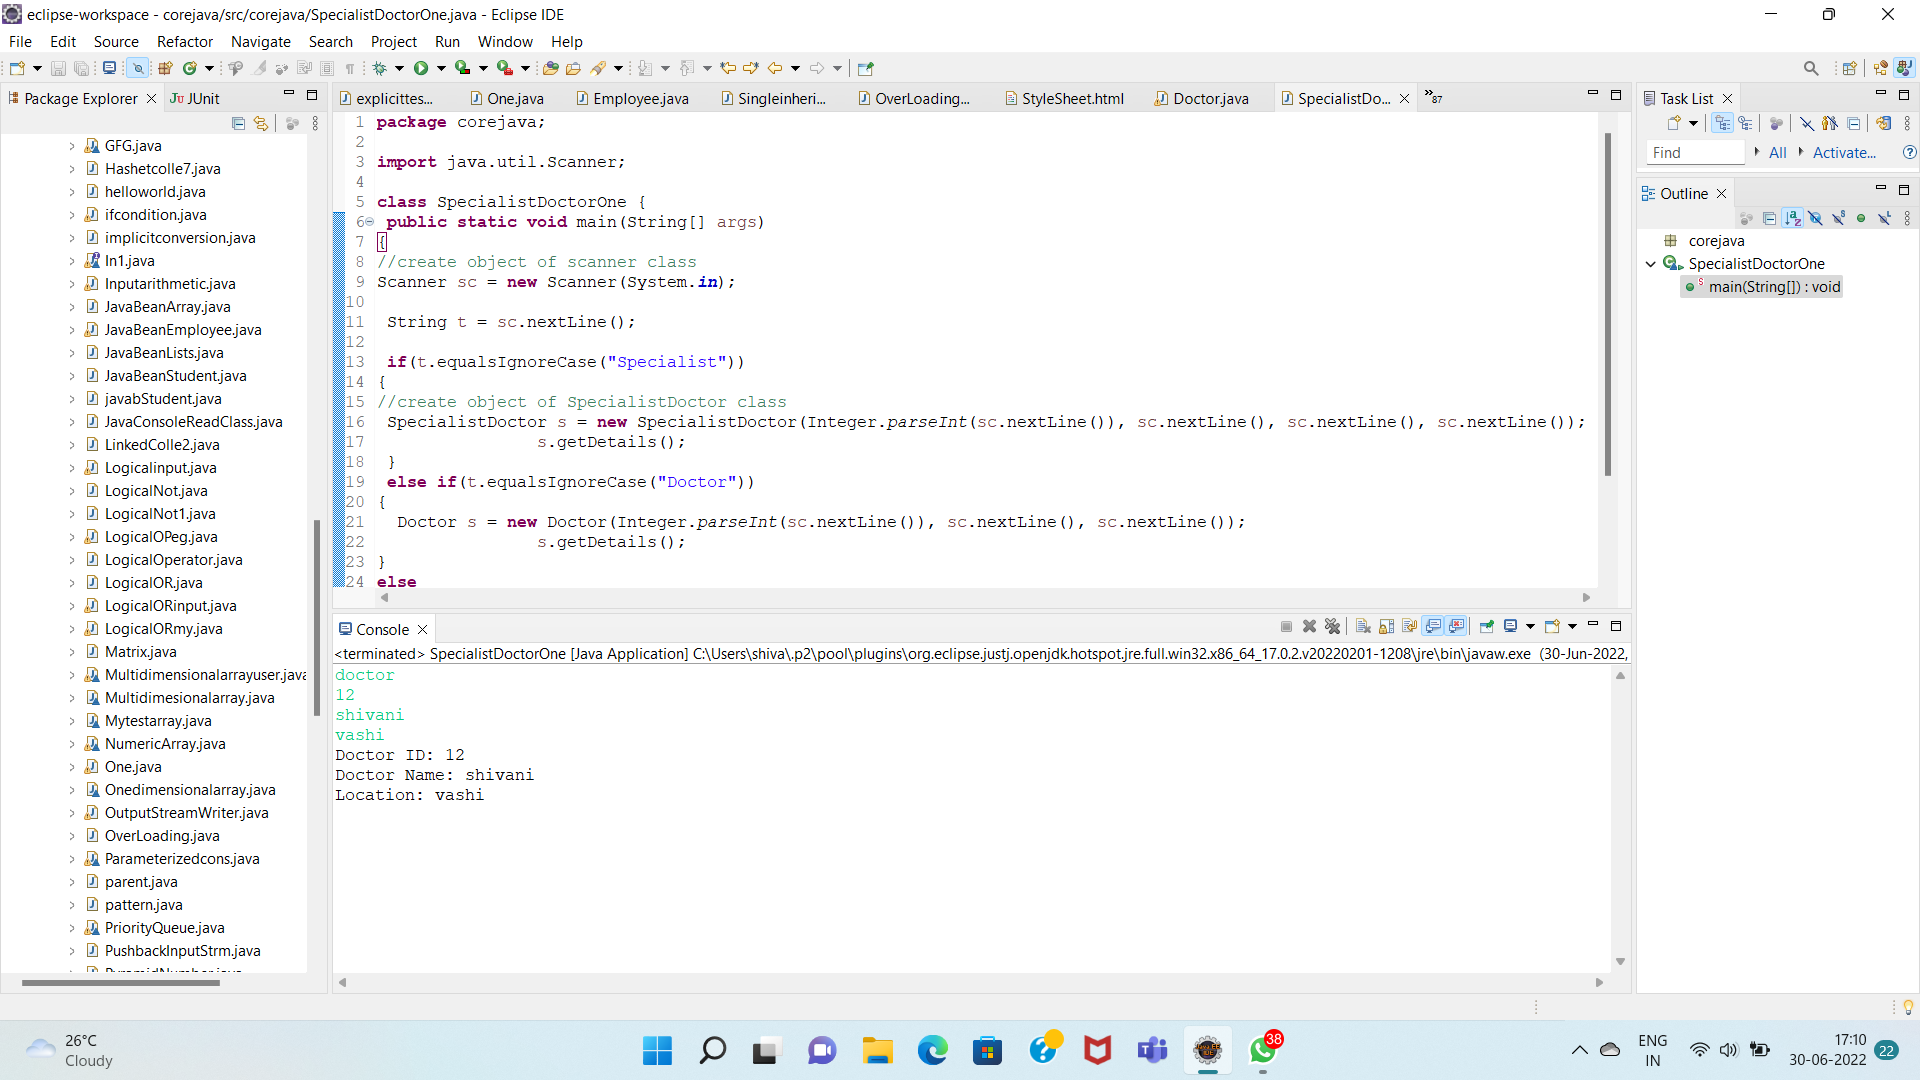 eclipse-workspace - corejava/src/corejava/SpecialistDoctorOne.java - Eclipse IDE
File Edit Source Refactor Navigate Search Project Run Window Help
Package Explorer
JUnit
GFG.java
Hashetcolle7.java
helloworld.java
ifcondition.java
implicitconversion.java
In1.java
Inputarithmetic.java
JavaBeanArray.java
JavaBeanEmployee.java
JavaBeanLists.java
JavaBeanStudent.java
javabStudent.java
JavaConsoleReadClass.java
LinkedColle2.java
Logicalinput.java
LogicalNot.java
LogicalNot1.java
LogicalOPeg.java
LogicalOperator.java
LogicalOR.java
LogicalORinput.java
LogicalORmy.java
Matrix.java
Multidimensionalarrayuser.java
Multidimesionalarray.java
Mytestarray.java
NumericArray.java
One.java
Onedimensionalarray.java
OutputStreamWriter.java
OverLoading.java
Parameterizedcons.java
parent.java
pattern.java
PriorityQueue.java
PushbackInputStrm.java
explicittes... One.java Employee.java Singleinheri... OverLoading... StyleSheet.html Doctor.java SpecialistDo... »87
1 package corejava;
2
3 import java.util.Scanner;
4
5 class SpecialistDoctorOne {
6 public static void main(String[] args)
7 {
8 //create object of scanner class
9 Scanner sc = new Scanner(System.in);
10
11 String t = sc.nextLine();
12
13 if(t.equalsIgnoreCase("Specialist"))
14 {
15 //create object of SpecialistDoctor class
16 SpecialistDoctor s = new SpecialistDoctor(Integer.parseInt(sc.nextLine()), sc.nextLine(), sc.nextLine(), sc.nextLine());
17 s.getDetails();
18 }
19 else if(t.equalsIgnoreCase("Doctor"))
20 {
21 Doctor s = new Doctor(Integer.parseInt(sc.nextLine()), sc.nextLine(), sc.nextLine());
22 s.getDetails();
23 }
24 else
Console
<terminated> SpecialistDoctorOne [Java Application] C:\Users\shiva\.p2\pool\plugins\org.eclipse.justj.openjdk.hotspot.jre.full.win32.x86_64_17.0.2.v20220201-1208\jre\bin\javaw.exe (30-Jun-2022,
doctor
12
shivani
vashi
Doctor ID: 12
Doctor Name: shivani
Location: vashi
Task List
Find All Activate...
Outline
corejava
SpecialistDoctorOne
main(String[]) : void
26°C
Cloudy
38
ENG
IN
17:10
30-06-2022
22